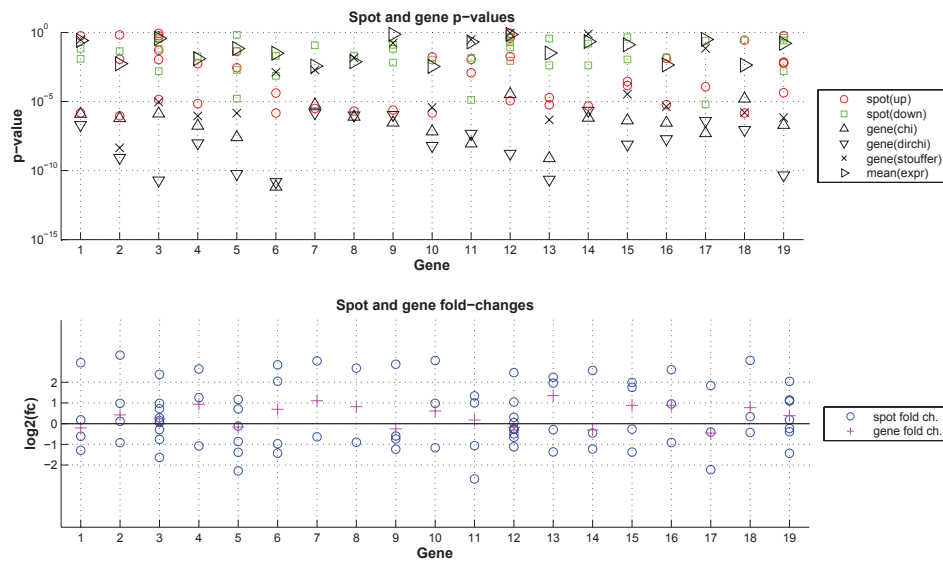 Spot and gene p−values
10^0
10^−5
10^−10
10^−15
p−value
1 2 3 4 5 6 7 8 9 10 11 12 13 14 15 16 17 18 19
Gene
spot(up)
spot(down)
gene(chi)
gene(dirchi)
gene(stouffer)
mean(expr)
Spot and gene fold−changes
2
1
0
−1
−2
log2(fc)
1 2 3 4 5 6 7 8 9 10 11 12 13 14 15 16 17 18 19
Gene
spot fold ch.
gene fold ch.